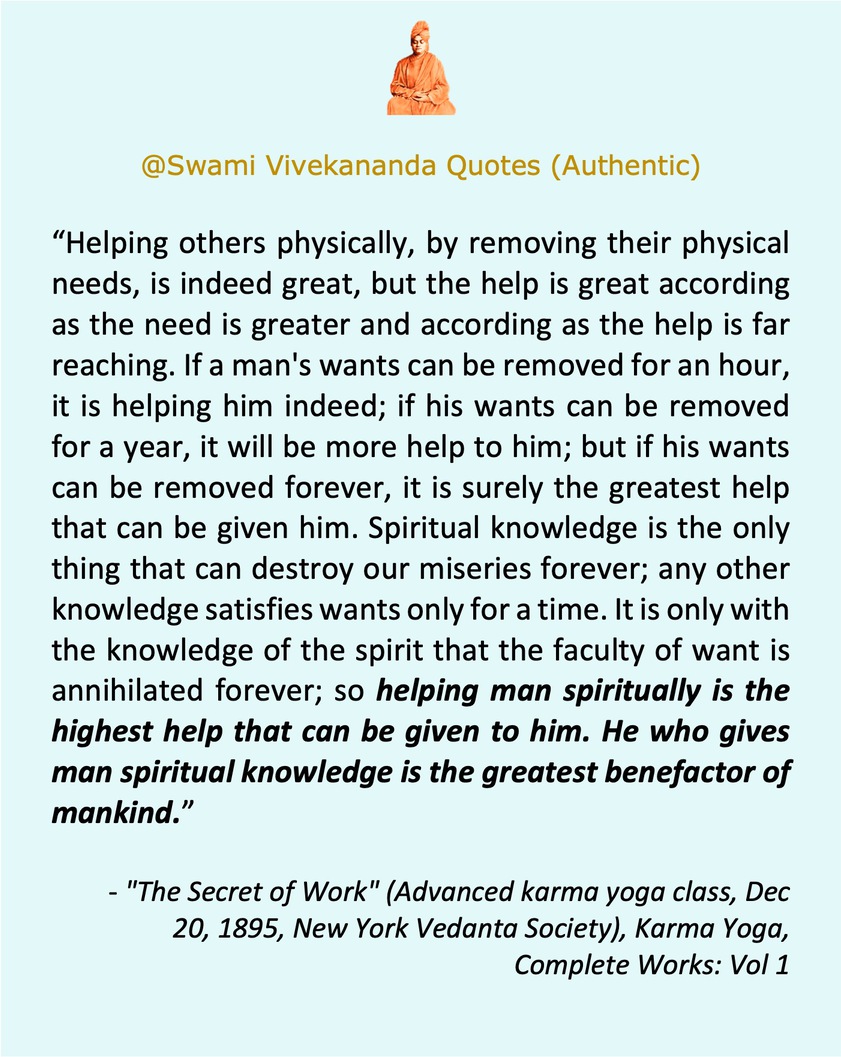 @Swami Vivekananda Quotes (Authentic)
“Helping others physically, by removing their physical
needs, is indeed great, but the help is great according
as the need is greater and according as the help is far
reaching. If a man's wants can be removed for an hour,
it is helping him indeed; if his wants can be removed
for a year, it will be more help to him; but if his wants
can be removed forever, it is surely the greatest help
that can be given him. Spiritual knowledge is the only
thing that can destroy our miseries forever; any other
knowledge satisfies wants only for a time. It is only with
the knowledge of the spirit that the faculty of want is
annihilated forever; so helping man spiritually is the
highest help that can be given to him. He who gives
man spiritual knowledge is the greatest benefactor of
mankind.”
- "The Secret of Work" (Advanced karma yoga class, Dec
20, 1895, New York Vedanta Society), Karma Yoga,
Complete Works: Vol 1